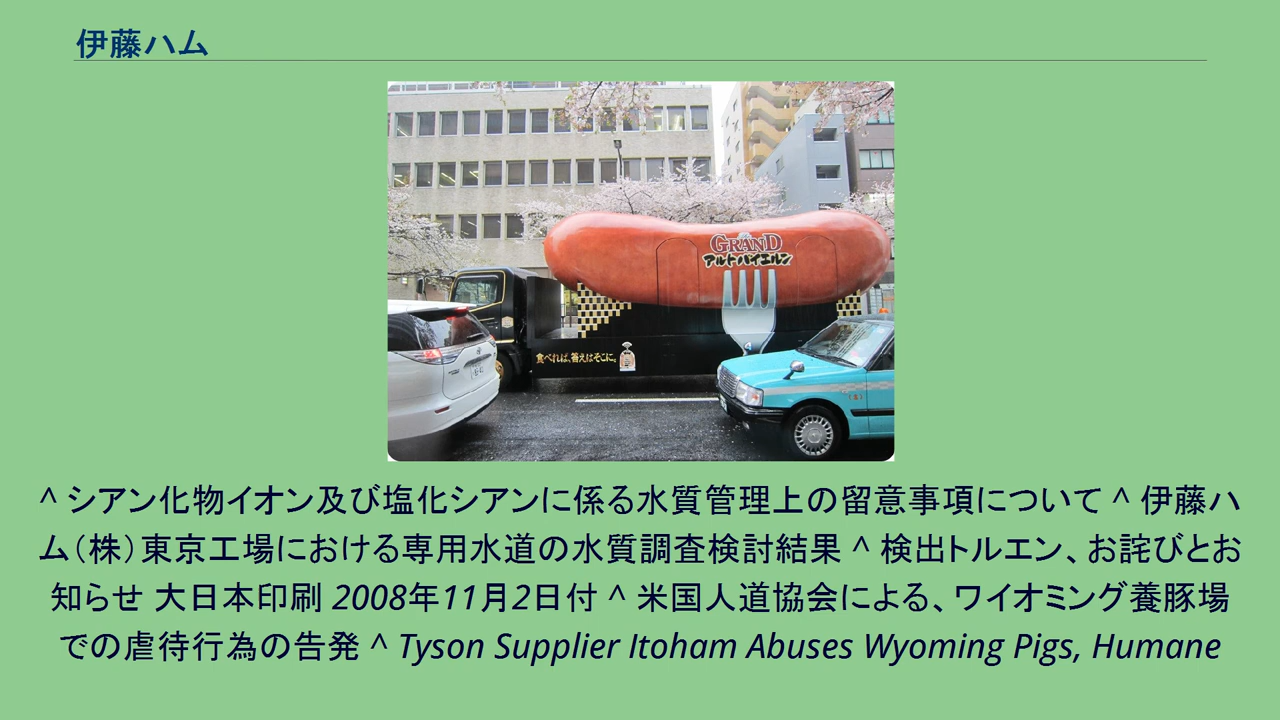 伊藤ハム
GRAND
アルトバイエルン
食べれば、答えはそこに。
^ シアン化物イオン及び塩化シアンに係る水質管理上の留意事項について ^ 伊藤ハ
ム（株）東京工場における専用水道の水質調査検討結果 ^ 検出トルエン、お詫びとお
知らせ 大日本印刷 2008年11月2日付 ^ 米国人道協会による、ワイオミング養豚場
での虐待行為の告発 ^ Tyson Supplier Itoham Abuses Wyoming Pigs, Humane